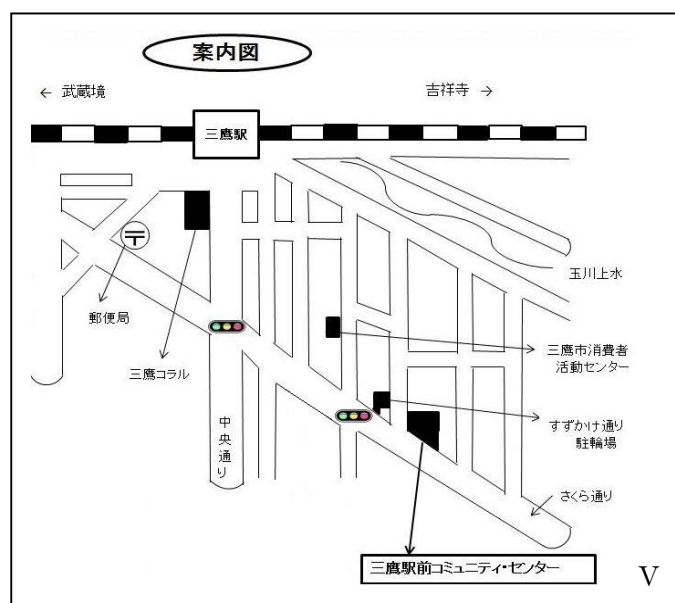 案内図
← 武蔵境
吉祥寺 →
三鷹駅
玉川上水
郵便局
三鷹コラル
三鷹市消費者
活動センター
中央通り
すずかけ通り
駐輪場
さくら通り
三鷹駅前コミュニティ・センター
V